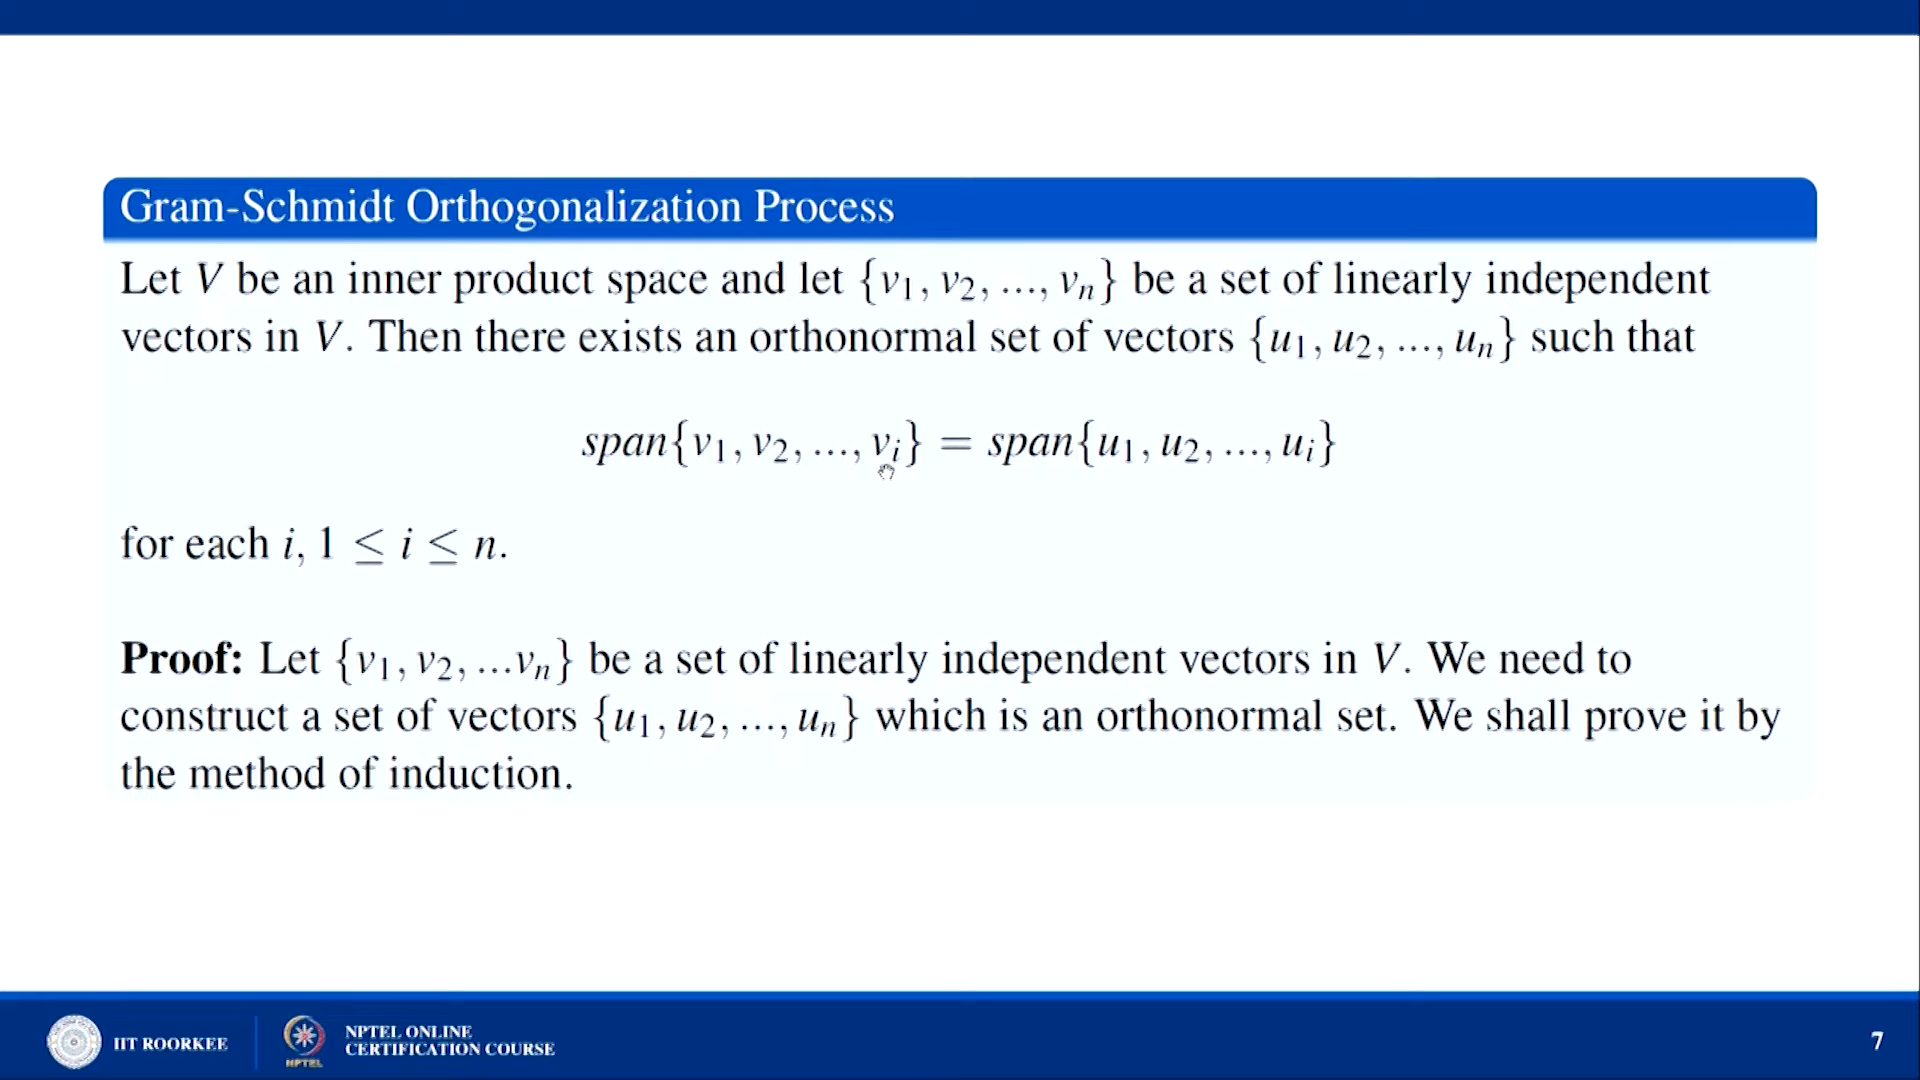 Gram-Schmidt Orthogonalization Process
Let V be an inner product space and let {v₁, v₂, ..., vₙ} be a set of linearly independent
vectors in V. Then there exists an orthonormal set of vectors {u₁, u₂, ..., uₙ} such that
span{v₁, v₂, ..., vᵢ} = span{u₁, u₂, ..., uᵢ}
for each i, 1 ≤ i ≤ n.
Proof: Let {v₁, v₂, ...vₙ} be a set of linearly independent vectors in V. We need to
construct a set of vectors {u₁, u₂, ..., uₙ} which is an orthonormal set. We shall prove it by
the method of induction.
IIT ROORKEE
NPTEL
NPTEL ONLINE
CERTIFICATION COURSE
7